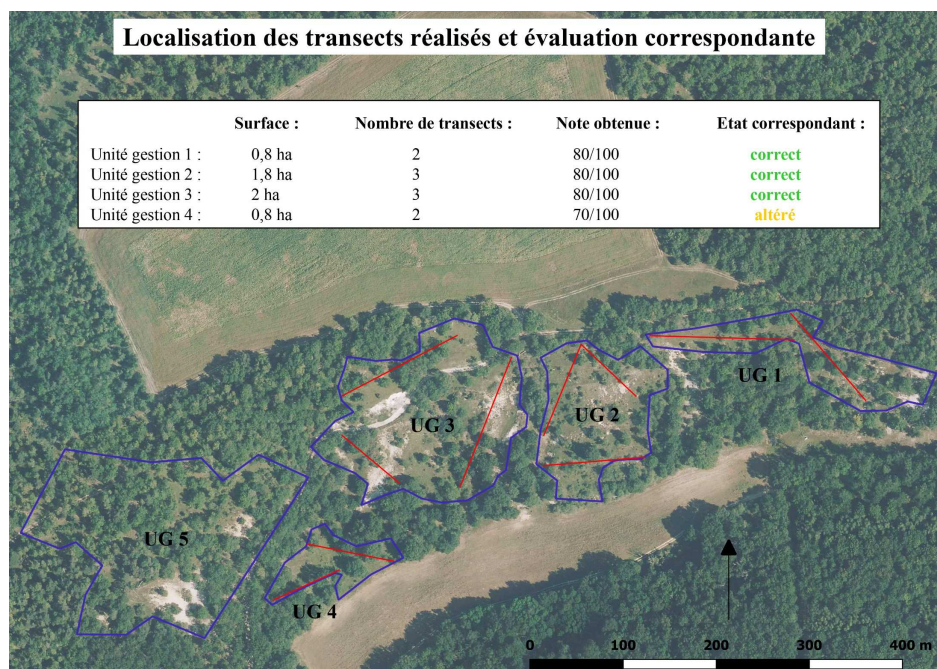 Localisation des transects réalisés et évaluation correspondante
Surface : Nombre de transects : Note obtenue : Etat correspondant :
Unité gestion 1 : 0,8 ha 2 80/100 correct
Unité gestion 2 : 1,8 ha 3 80/100 correct
Unité gestion 3 : 2 ha 3 80/100 correct
Unité gestion 4 : 0,8 ha 2 70/100 altéré
UG 1
UG 2
UG 3
UG 5
UG 4
0 100 200 300 400 m